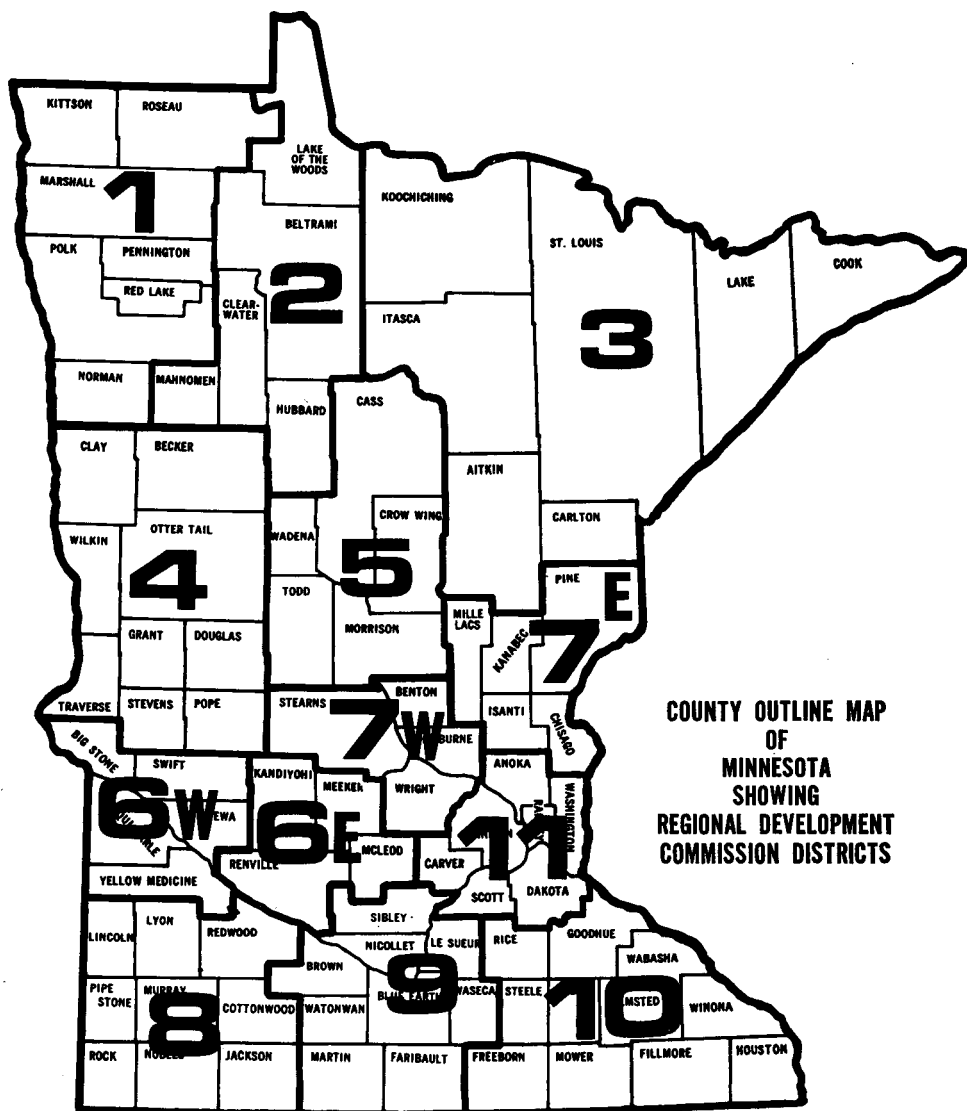 KITTSON
ROSEAU
LAKE
OF THE
WOODS
MARSHALL
1
KOOCHICHING
BELTRAMI
POLK
PENNINGTON
ST. LOUIS
COOK
LAKE
RED LAKE
CLEAR-
WATER
2
ITASCA
3
NORMAN
MAHNOMEN
HUBBARD
CASS
CLAY
BECKER
AITKIN
CROW WING
CARLTON
WILKIN
OTTER TAIL
WADENA
4
5
PINE
E
TODD
MILLE
LACS
GRANT
DOUGLAS
MORRISON
KANABEC
7
TRAVERSE
STEVENS
POPE
STEARNS
BENTON
ISANTI
CHISAGO
7 W
BIG STONE
SWIFT
KANDIYOHI
MEEKER
WRIGHT
ANOKA
WASHINGTON
6 W
6 E
11
RENVILLE
MCLEOD
CARVER
YELLOW MEDICINE
SCOTT
DAKOTA
SIBLEY
LINCOLN
LYON
REDWOOD
NICOLLET
LE SUEUR
RICE
GOODHUE
WABASHA
BROWN
9
PIPE
STONE
MURRAY
COTTONWOOD
WATONWAN
BLUE EARTH
STEELE
10
WINONA
8
ROCK
JACKSON
MARTIN
FARIBAULT
FREEBORN
MOWER
FILLMORE
HOUSTON
COUNTY OUTLINE MAP
OF
MINNESOTA
SHOWING
REGIONAL DEVELOPMENT
COMMISSION DISTRICTS